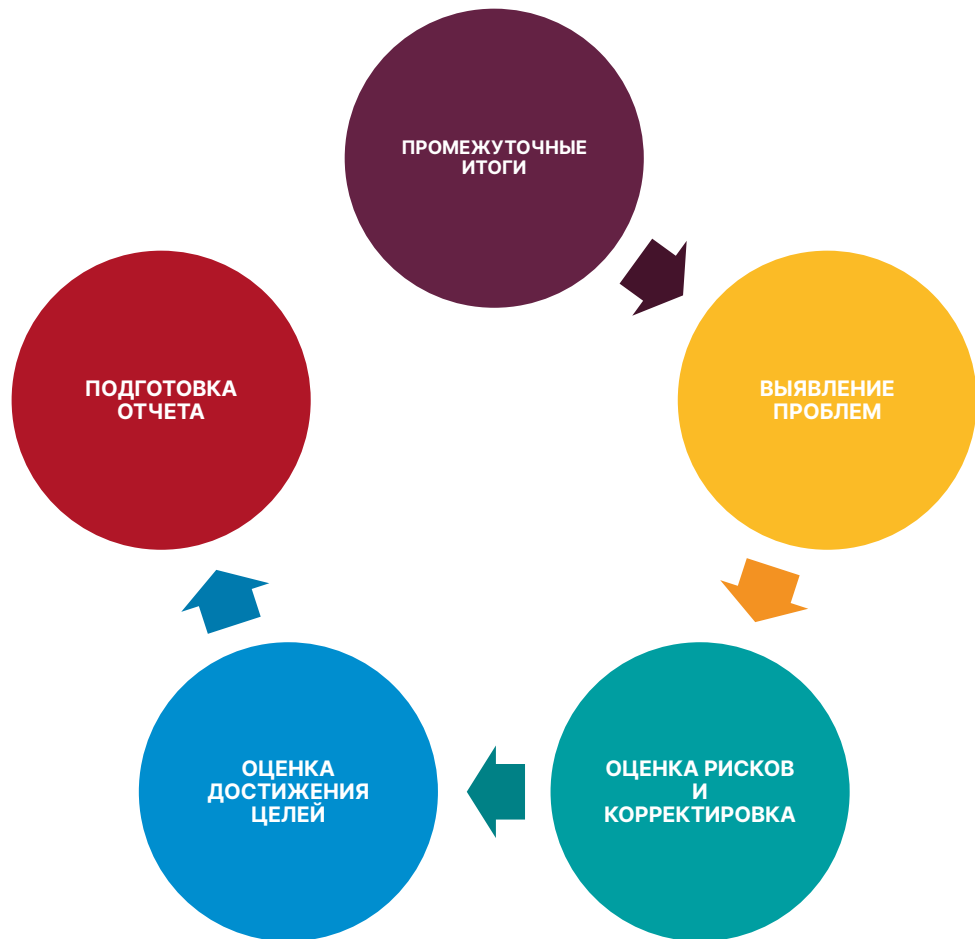 ПРОМЕЖУТОЧНЫЕ
ИТОГИ
ВЫЯВЛЕНИЕ
ПРОБЛЕМ
ОЦЕНКА РИСКОВ
И
КОРРЕКТИРОВКА
ОЦЕНКА
ДОСТИЖЕНИЯ
ЦЕЛЕЙ
ПОДГОТОВКА
ОТЧЕТА